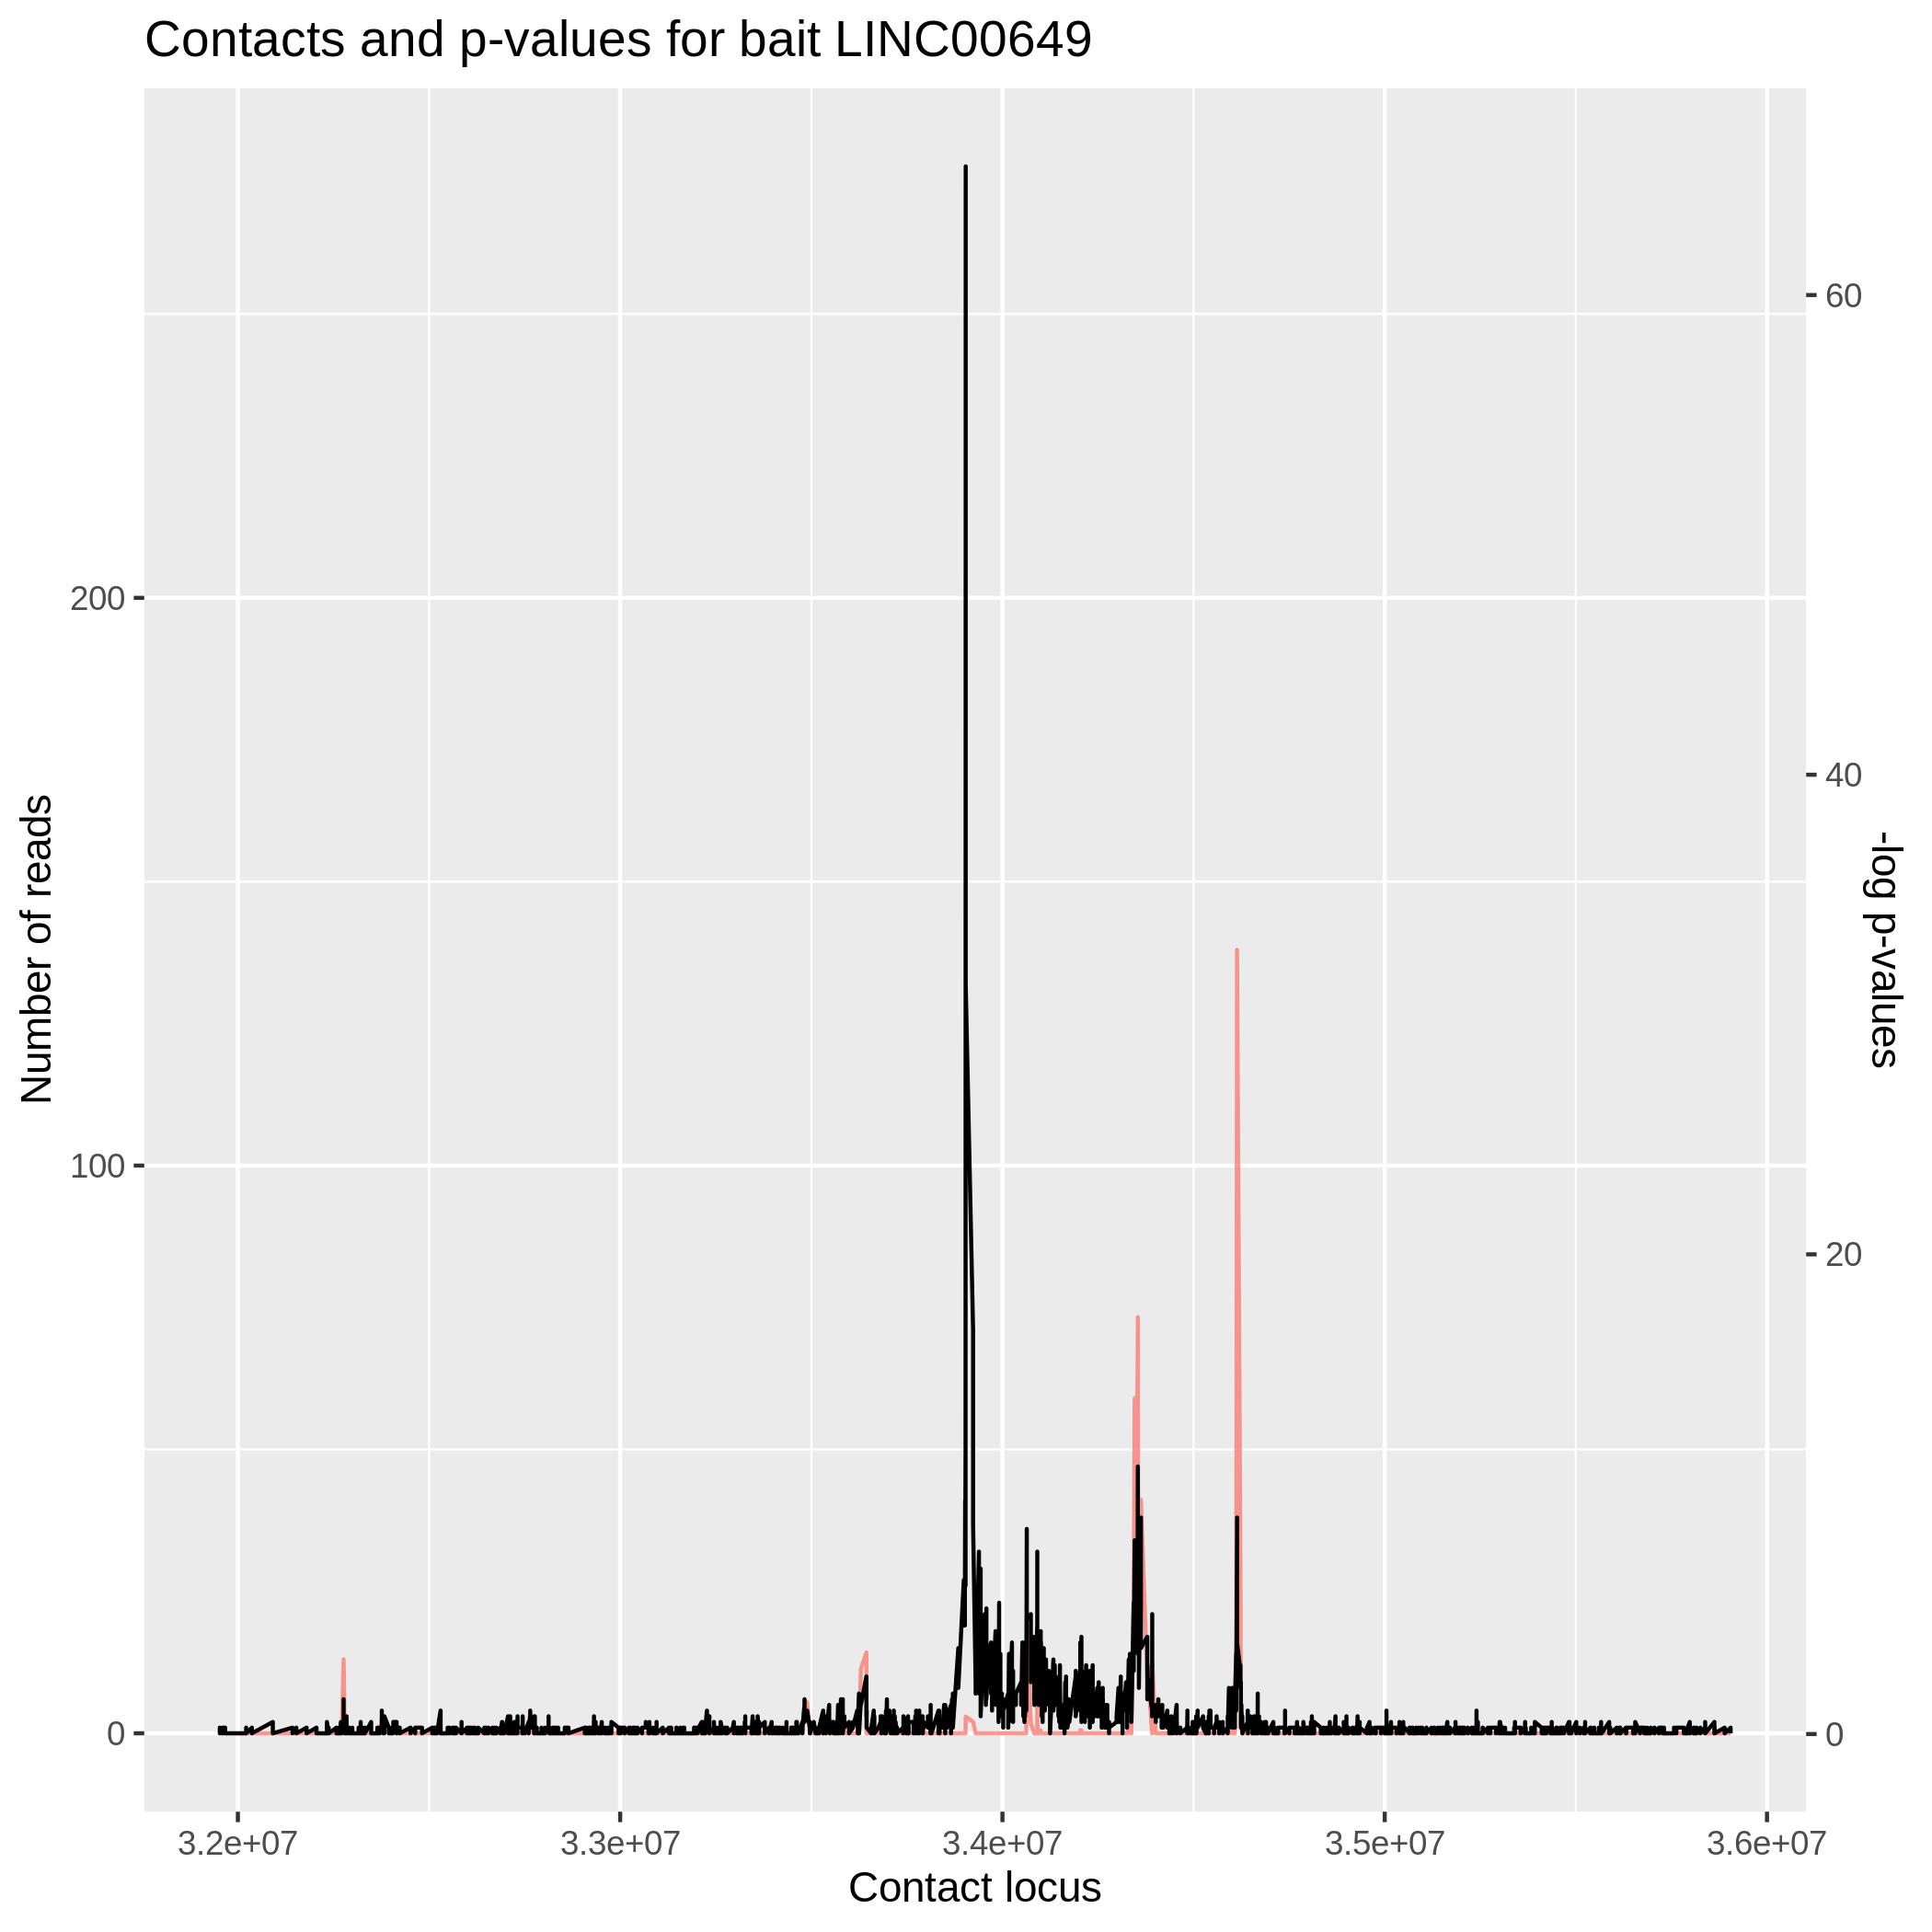 Contacts and p-values for bait LINC00649
Number of reads
200
100
0
60
40
20
0
-log p-values
3.2e+07
3.3e+07
3.4e+07
3.5e+07
3.6e+07
Contact locus